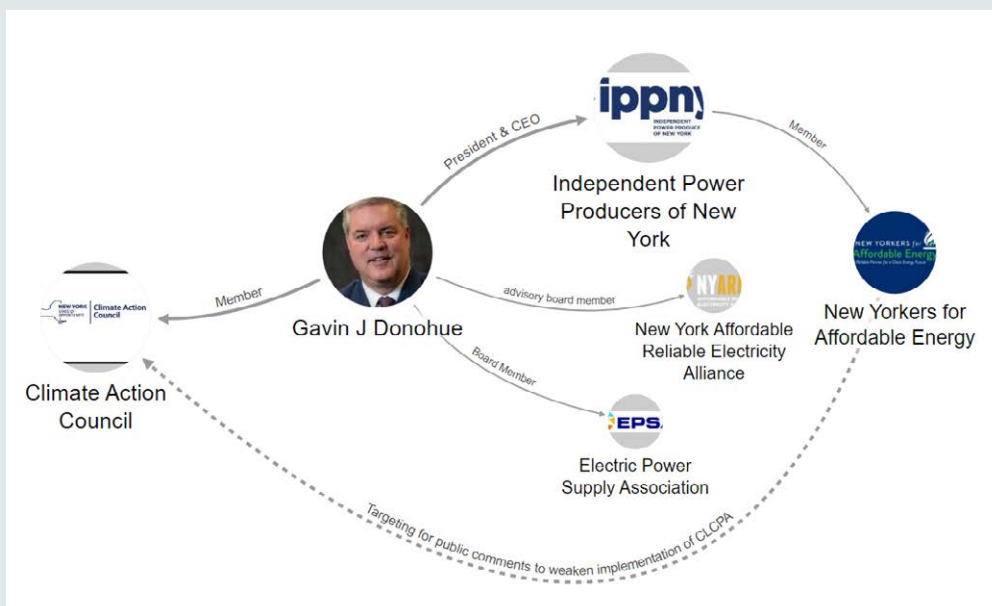 ippny
INDEPENDENT
POWER PRODUCE
OF NEW YORK
President & CEO
Member
Independent Power
Producers of New
York
NEW YORKERS for
Affordable Energy
New Yorkers for
Affordable Energy
Member
NEW YORK
STATE OF
OPPORTUNITY
Climate Action
Council
Climate Action
Council
Gavin J Donohue
advisory board member
NYAR
New York Affordable
Reliable Electricity
Alliance
Board Member
EPS
Electric Power
Supply Association
Targeting for public comments to weaken implementation of CLCPA